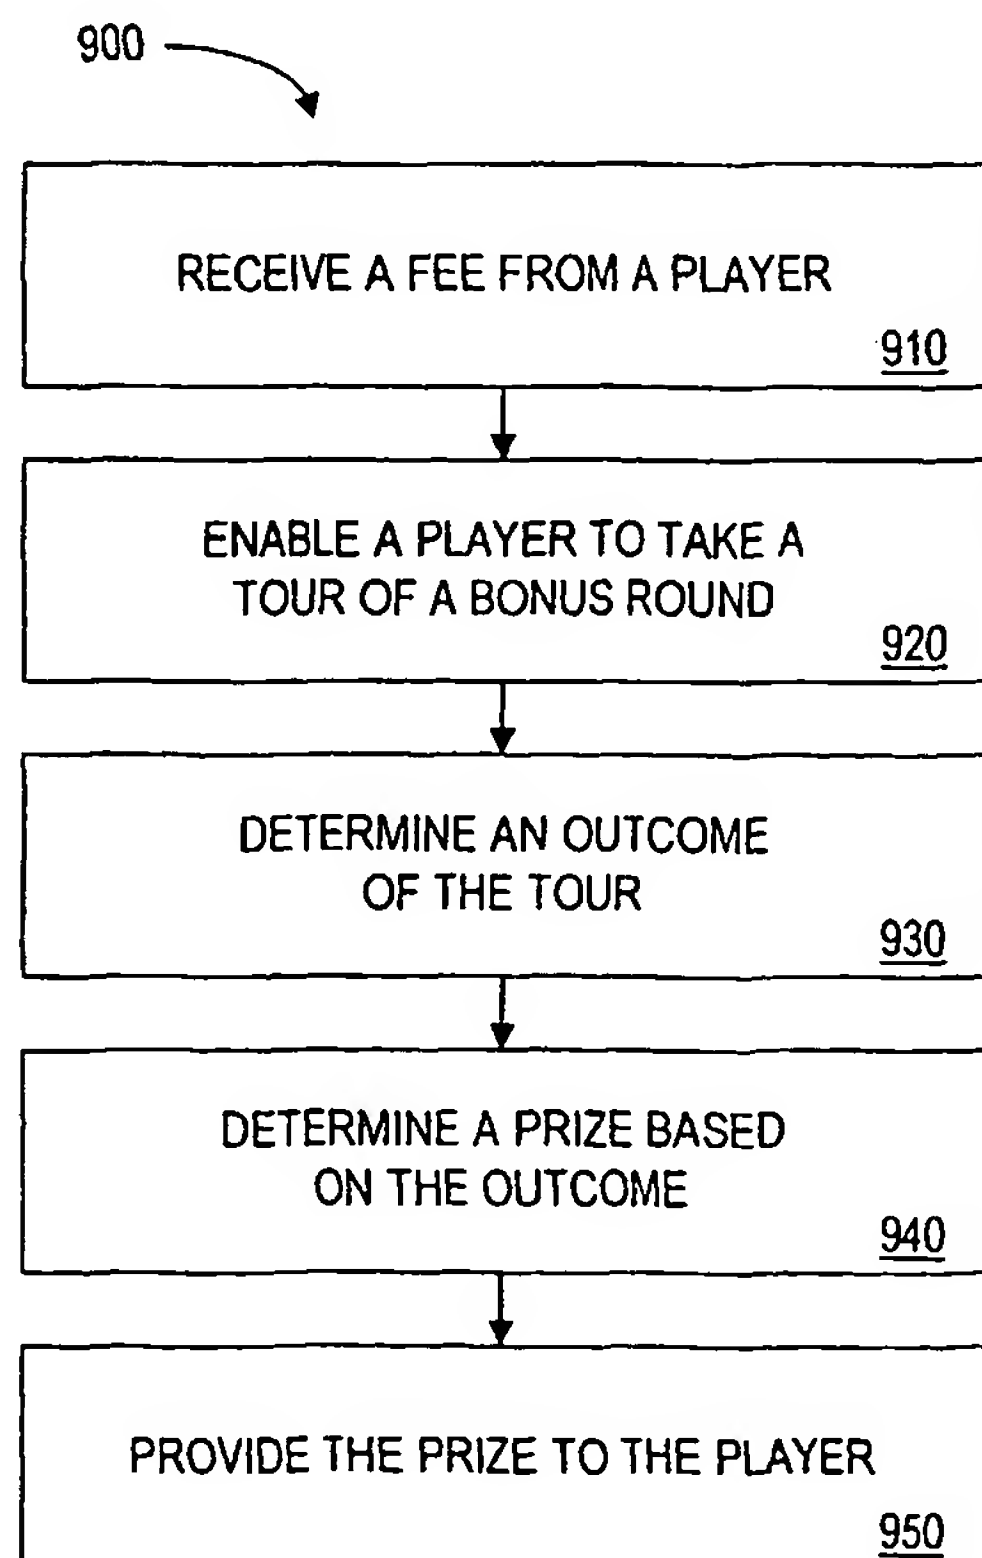 900
RECEIVE A FEE FROM A PLAYER
910
ENABLE A PLAYER TO TAKE A
TOUR OF A BONUS ROUND
920
DETERMINE AN OUTCOME
OF THE TOUR
930
DETERMINE A PRIZE BASED
ON THE OUTCOME
940
PROVIDE THE PRIZE TO THE PLAYER
950